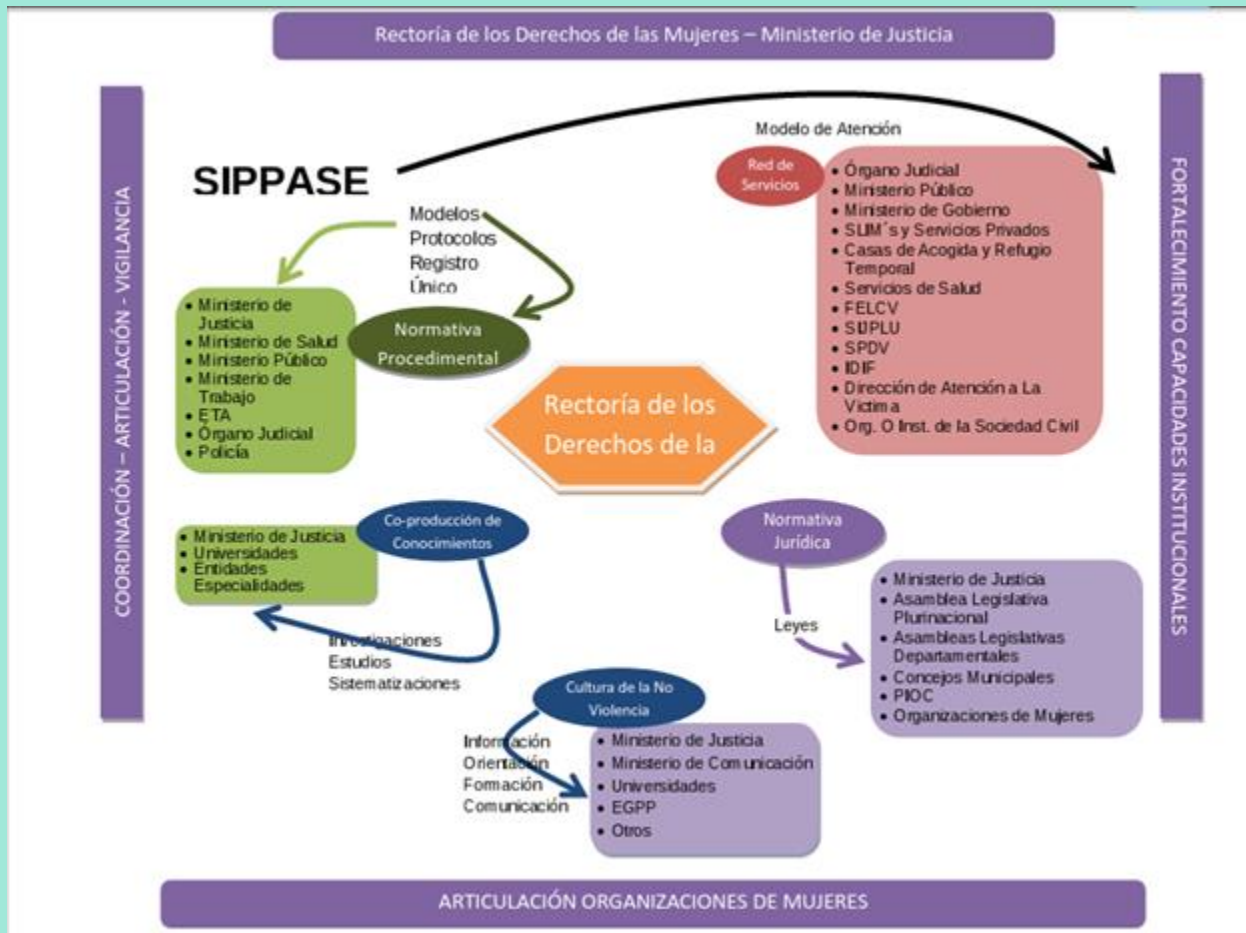 Rectoría de los Derechos de las Mujeres – Ministerio de Justicia
COORDINACIÓN – ARTICULACIÓN - VIGILANCIA
SIPPASE
Modelos
Protocolos
Registro
Único
• Ministerio de
Justicia
• Ministerio de Salud
• Ministerio Público
• Ministerio de
Trabajo
• ETA
• Órgano Judicial
• Policía
Normativa
Procedimental
Modelo de Atención
Red de
Servicios
• Órgano Judicial
• Ministerio Público
• Ministerio de Gobierno
• SLIM´s y Servicios Privados
• Casas de Acogida y Refugio
Temporal
• Servicios de Salud
• FELCV
• SIJPLU
• SPDV
• IDIF
• Dirección de Atención a La
Victima
• Org. O Inst. de la Sociedad Civil
FORTALECIMIENTO CAPACIDADES INSTITUCIONALES
Rectoría de los
Derechos de la
Co-producción de
Conocimientos
• Ministerio de Justicia
• Universidades
• Entidades
Especialidades
Investigaciones
Estudios
Sistematizaciones
Normativa
Jurídica
Leyes
• Ministerio de Justicia
• Asamblea Legislativa
Plurinacional
• Asambleas Legislativas
Departamentales
• Concejos Municipales
• PIOC
• Organizaciones de Mujeres
Cultura de la No
Violencia
Información
Orientación
Formación
Comunicación
• Ministerio de Justicia
• Ministerio de Comunicación
• Universidades
• EGPP
• Otros
ARTICULACIÓN ORGANIZACIONES DE MUJERES